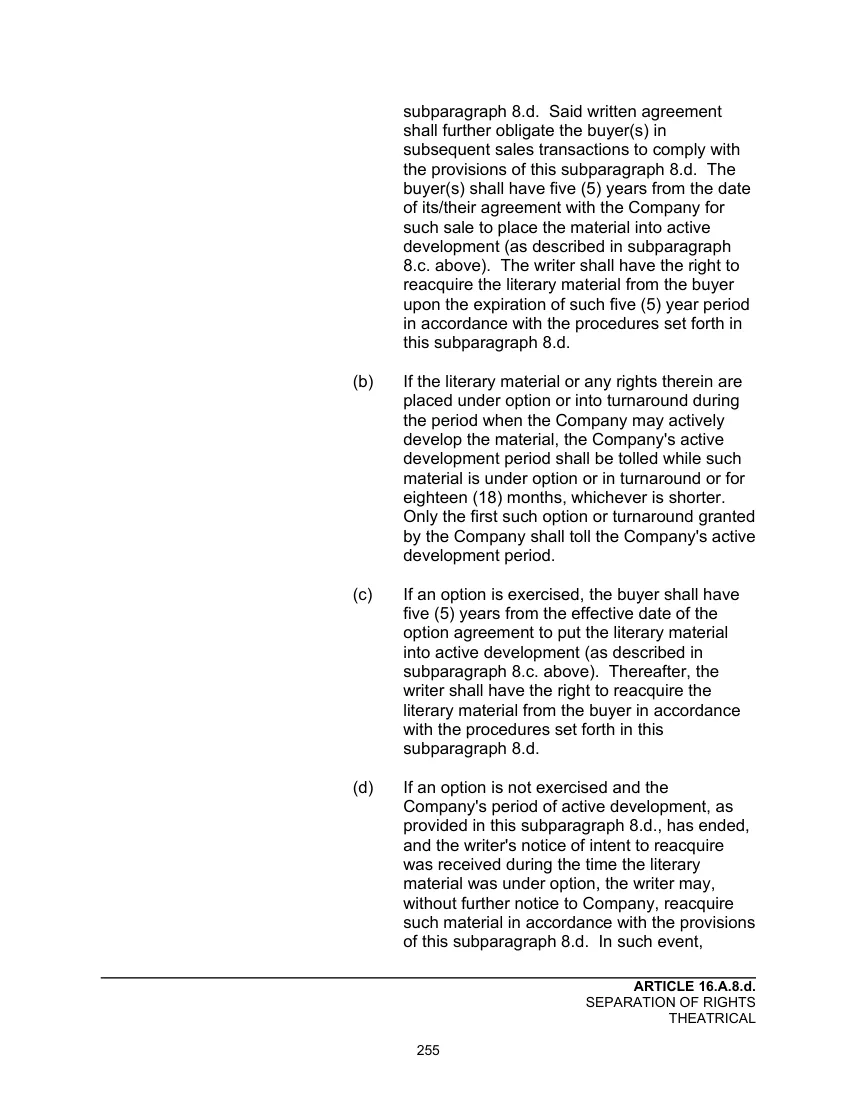 subparagraph 8.d.  Said written agreement
shall further obligate the buyer(s) in
subsequent sales transactions to comply with
the provisions of this subparagraph 8.d.  The
buyer(s) shall have five (5) years from the date
of its/their agreement with the Company for
such sale to place the material into active
development (as described in subparagraph
8.c. above).  The writer shall have the right to
reacquire the literary material from the buyer
upon the expiration of such five (5) year period
in accordance with the procedures set forth in
this subparagraph 8.d.
(b) If the literary material or any rights therein are
placed under option or into turnaround during
the period when the Company may actively
develop the material, the Company's active
development period shall be tolled while such
material is under option or in turnaround or for
eighteen (18) months, whichever is shorter.
Only the first such option or turnaround granted
by the Company shall toll the Company's active
development period.
(c) If an option is exercised, the buyer shall have
five (5) years from the effective date of the
option agreement to put the literary material
into active development (as described in
subparagraph 8.c. above).  Thereafter, the
writer shall have the right to reacquire the
literary material from the buyer in accordance
with the procedures set forth in this
subparagraph 8.d.
(d) If an option is not exercised and the
Company's period of active development, as
provided in this subparagraph 8.d., has ended,
and the writer's notice of intent to reacquire
was received during the time the literary
material was under option, the writer may,
without further notice to Company, reacquire
such material in accordance with the provisions
of this subparagraph 8.d.  In such event,
ARTICLE 16.A.8.d.
SEPARATION OF RIGHTS
THEATRICAL
255